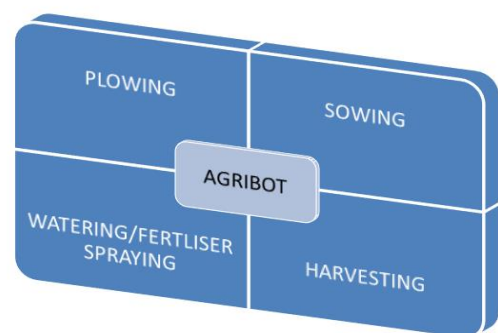 PLOWING
SOWING
AGRIBOT
WATERING/FERTLISER
SPRAYING
HARVESTING